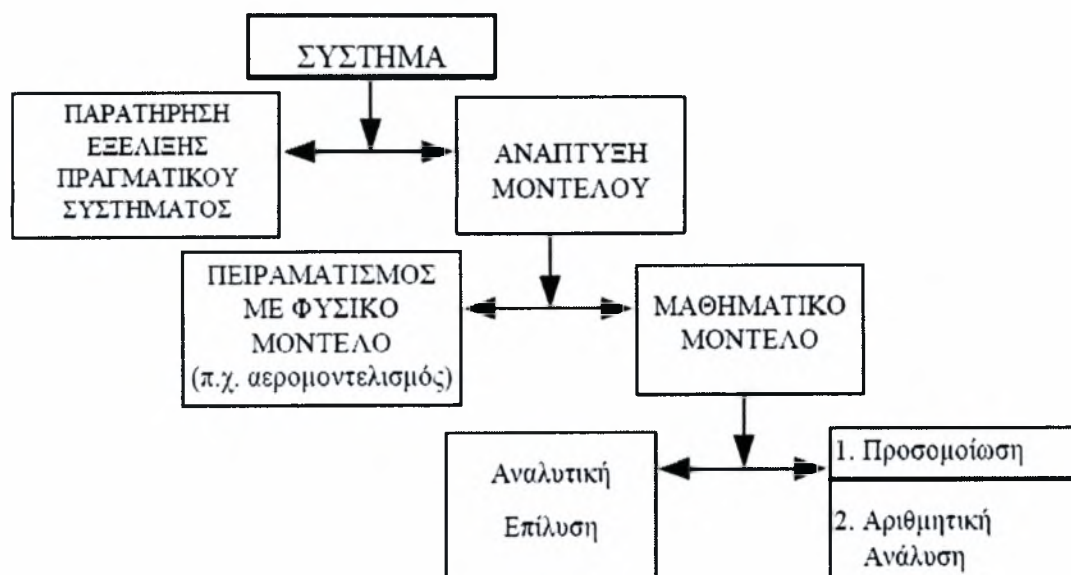 ΣΥΣΤΗΜΑ
ΠΑΡΑΤΗΡΗΣΗ
ΕΞΕΛΙΞΗΣ
ΠΡΑΓΜΑΤΙΚΟΥ
ΣΥΣΤΗΜΑΤΟΣ
ΑΝΑΠΤΥΞΗ
ΜΟΝΤΕΛΟΥ
ΠΕΙΡΑΜΑΤΙΣΜΟΣ
ΜΕ ΦΥΣΙΚΟ
ΜΟΝΤΕΛΟ
(π.χ. αερομοντελισμός)
ΜΑΘΗΜΑΤΙΚΟ
ΜΟΝΤΕΛΟ
Αναλυτική
Επίλυση
1. Προσομοίωση
2. Αριθμητική
Ανάλυση